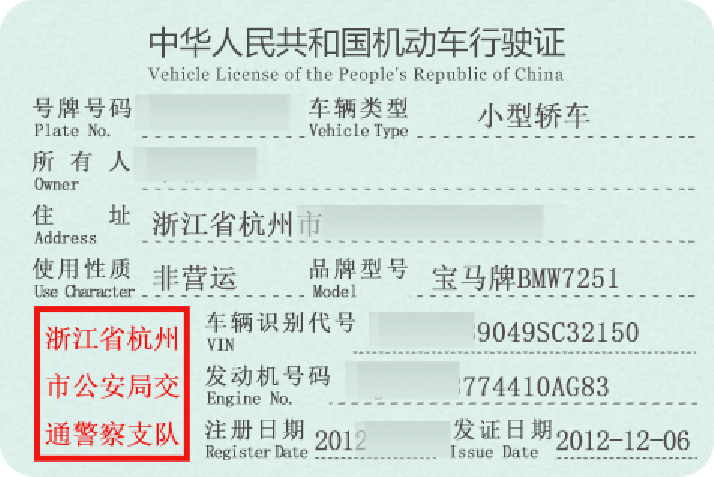 中华人民共和国机动车行驶证
Vehicle License of the People's Republic of China
号牌号码 车辆类型 小型轿车
Plate No. Vehicle Type
所有人
Owner
住址 浙江省杭州市
Address
使用性质 非营运 品牌型号 宝马牌BMW7251
Use Character Model
浙江省杭州
市公安局交
通警察支队
车辆识别代号 9049SC32150
VIN
发动机号码 774410AG83
Engine No.
注册日期 2012 发证日期 2012-12-06
Register Date Issue Date